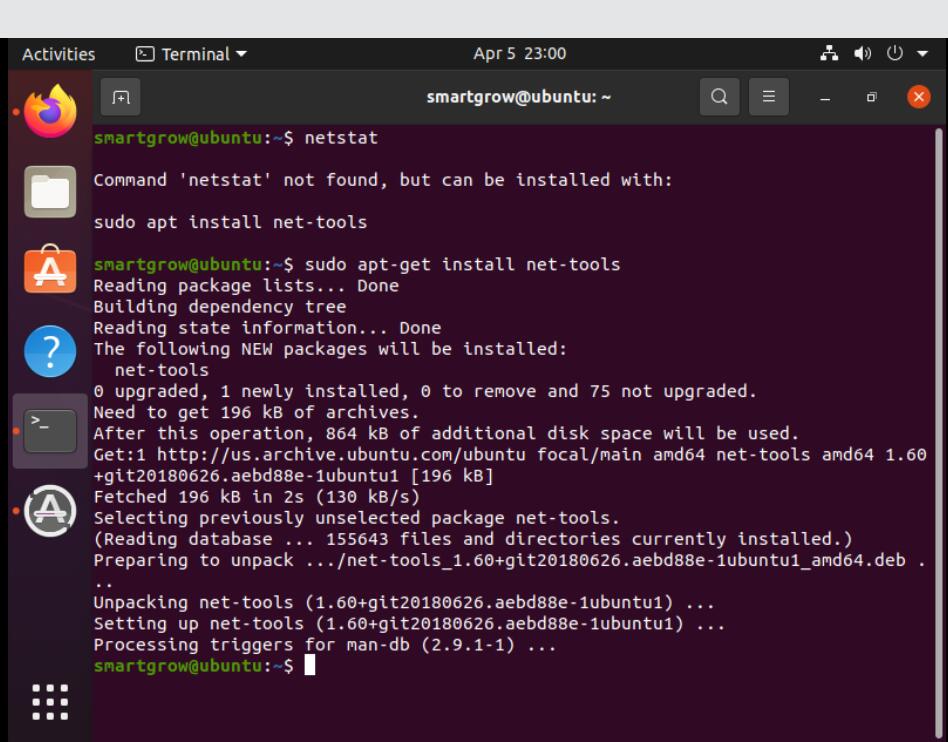 Activities Terminal Apr 5 23:00
smartgrow@ubuntu: ~
smartgrow@ubuntu:~$ netstat
Command 'netstat' not found, but can be installed with:
sudo apt install net-tools
smartgrow@ubuntu:~$ sudo apt-get install net-tools
Reading package lists... Done
Building dependency tree
Reading state information... Done
The following NEW packages will be installed:
  net-tools
0 upgraded, 1 newly installed, 0 to remove and 75 not upgraded.
Need to get 196 kB of archives.
After this operation, 864 kB of additional disk space will be used.
Get:1 http://us.archive.ubuntu.com/ubuntu focal/main amd64 net-tools amd64 1.60
+git20180626.aebd88e-1ubuntu1 [196 kB]
Fetched 196 kB in 2s (130 kB/s)
Selecting previously unselected package net-tools.
(Reading database ... 155643 files and directories currently installed.)
Preparing to unpack .../net-tools_1.60+git20180626.aebd88e-1ubuntu1_amd64.deb .
..
Unpacking net-tools (1.60+git20180626.aebd88e-1ubuntu1) ...
Setting up net-tools (1.60+git20180626.aebd88e-1ubuntu1) ...
Processing triggers for man-db (2.9.1-1) ...
smartgrow@ubuntu:~$